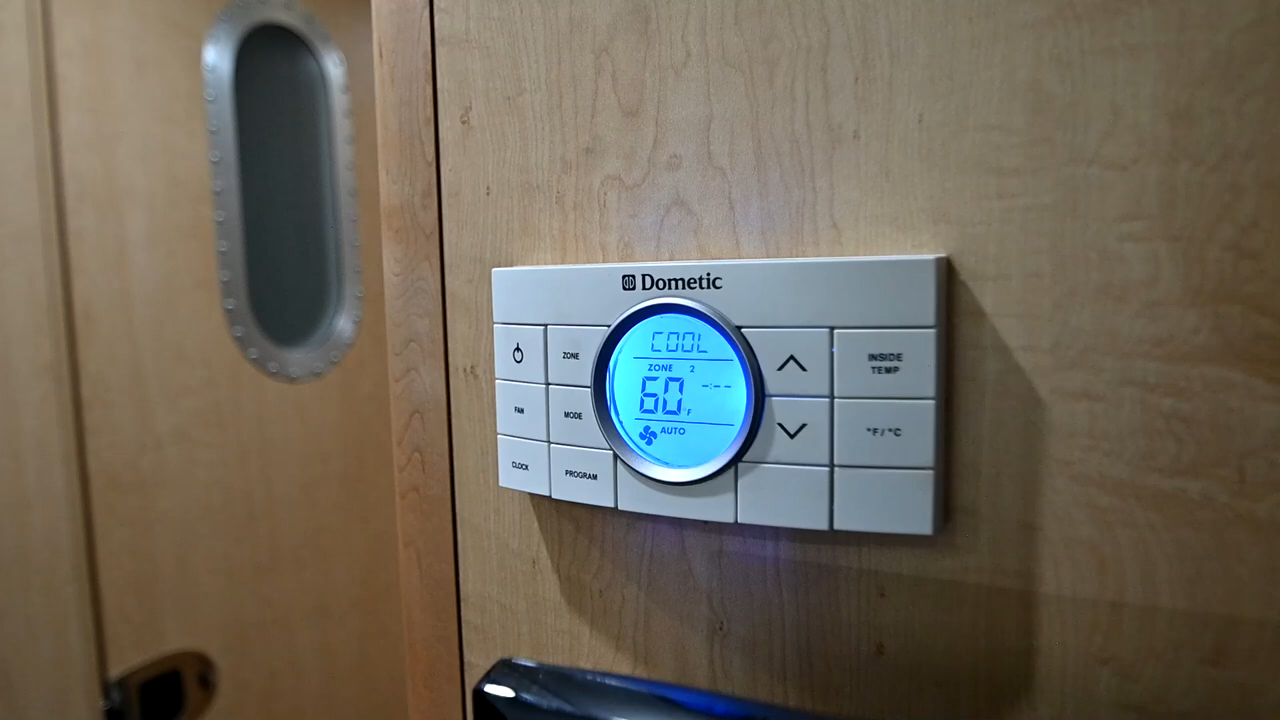 Dometic
COOL
ZONE 2
60°F -:--
AUTO
ZONE
FAN
MODE
CLOCK
PROGRAM
INSIDE
TEMP
°F/°C